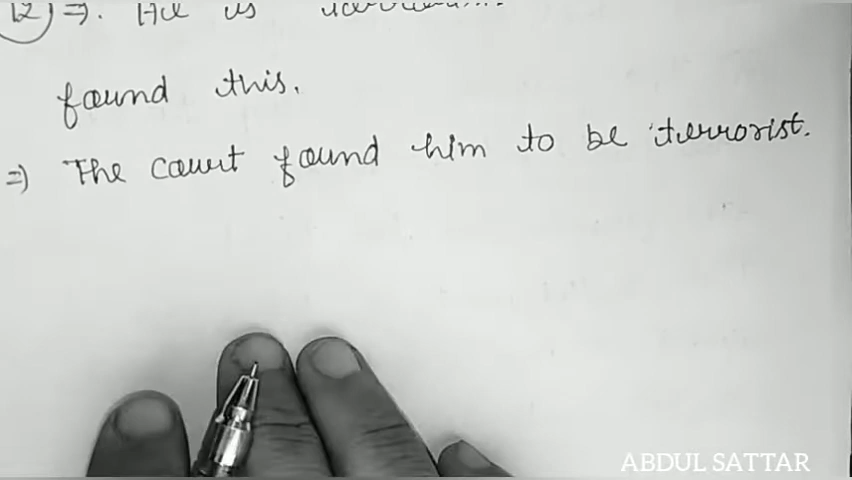 (12) ⇒. He is
found this.
⇒) The court found him to be terrorist.
ABDUL SATTAR